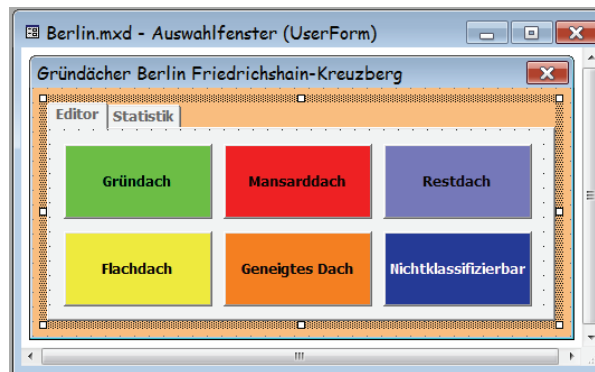 Berlin.mxd - Auswahlfenster (UserForm)
Gründächer Berlin Friedrichshain-Kreuzberg
Editor Statistik
Gründach Mansarddach Restdach
Flachdach Geneigtes Dach Nichtklassifizierbar